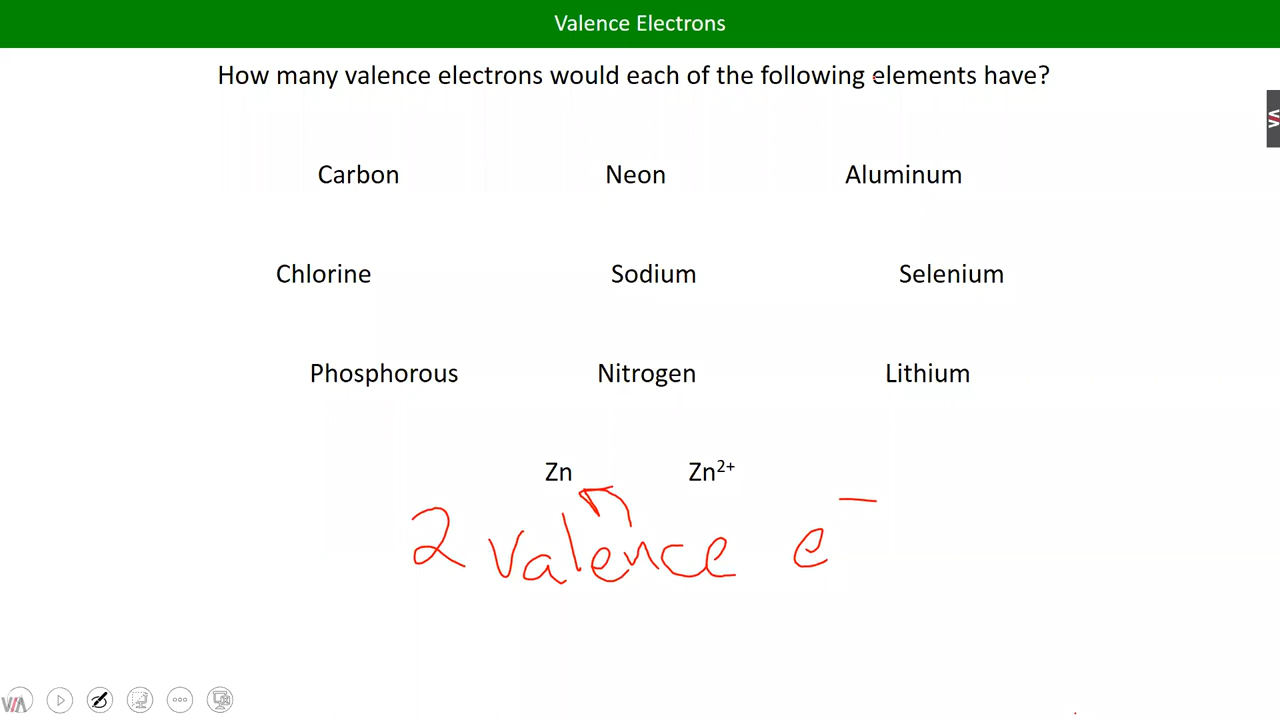 Valence Electrons
How many valence electrons would each of the following elements have?
Carbon Neon Aluminum
Chlorine Sodium Selenium
Phosphorous Nitrogen Lithium
Zn Zn²⁺
2 valence e⁻